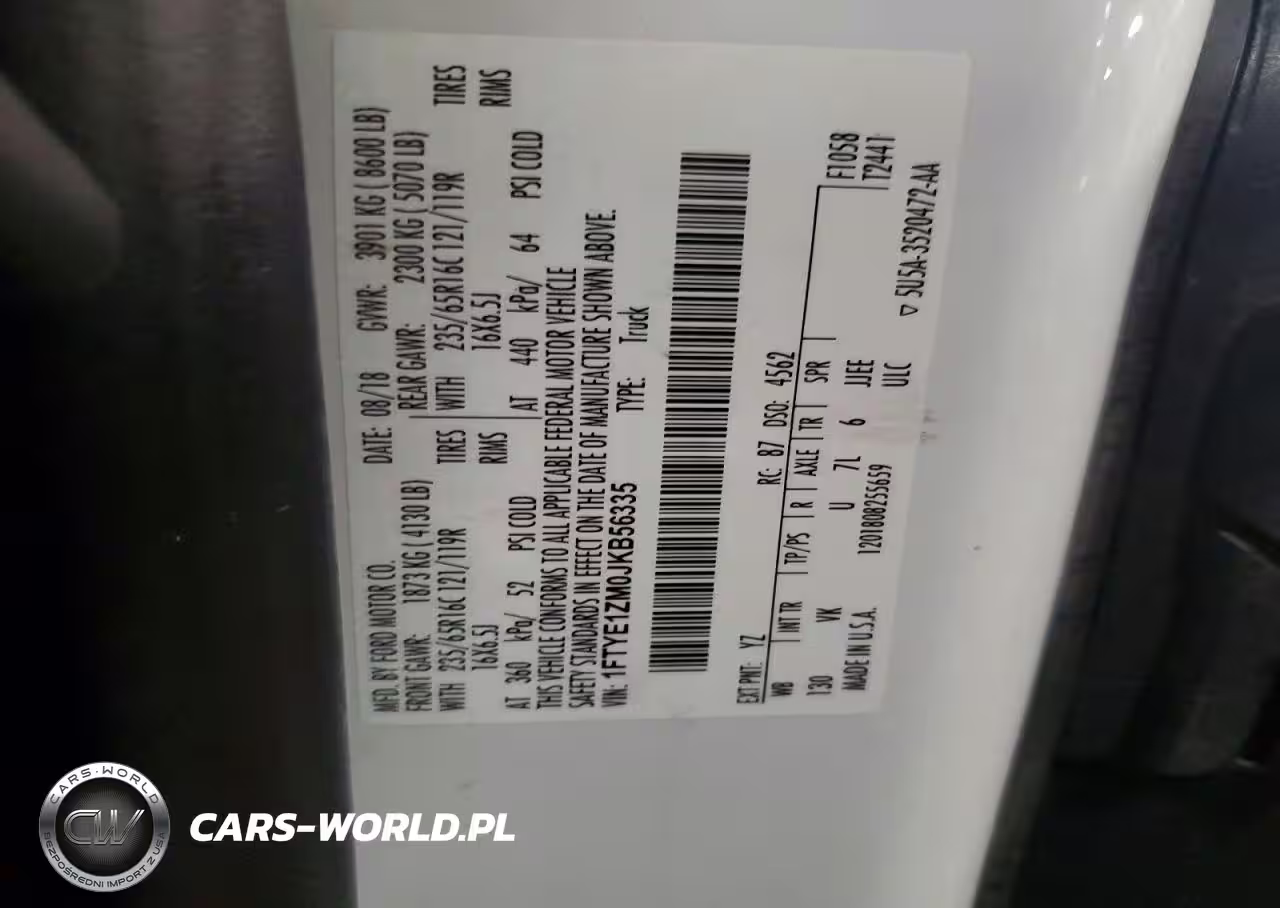 MFD. BY FORD MOTOR CO.
DATE: 08/18 GVWR: 3901 KG ( 8600 LB)
FRONT GAWR: 1873 KG ( 4130 LB)
REAR GAWR: 2300 KG ( 5070 LB)
WITH 235/65R16C 121/119R TIRES
WITH 235/65R16C 121/119R TIRES
16X6.5J RIMS
16X6.5J RIMS
AT 360 kPa/ 52 PSI COLD
AT 440 kPa/ 64 PSI COLD
THIS VEHICLE CONFORMS TO ALL APPLICABLE FEDERAL MOTOR VEHICLE
SAFETY STANDARDS IN EFFECT ON THE DATE OF MANUFACTURE SHOWN ABOVE.
VIN: 1FTYE1ZM0JKB56335 TYPE: Truck
EXT PNT: YZ RC: 87 DSO: 4562
WB INT TR TP/PS R AXLE TR SPR
F1058
T2441
130 VK U 7L 6 JJEE
MADE IN U.S.A. 120180825S659 ULC
▽ 5U5A-3520472-AA
CARS-WORLD
CW
BEZPOŚREDNI IMPORT Z USA
CARS-WORLD.PL